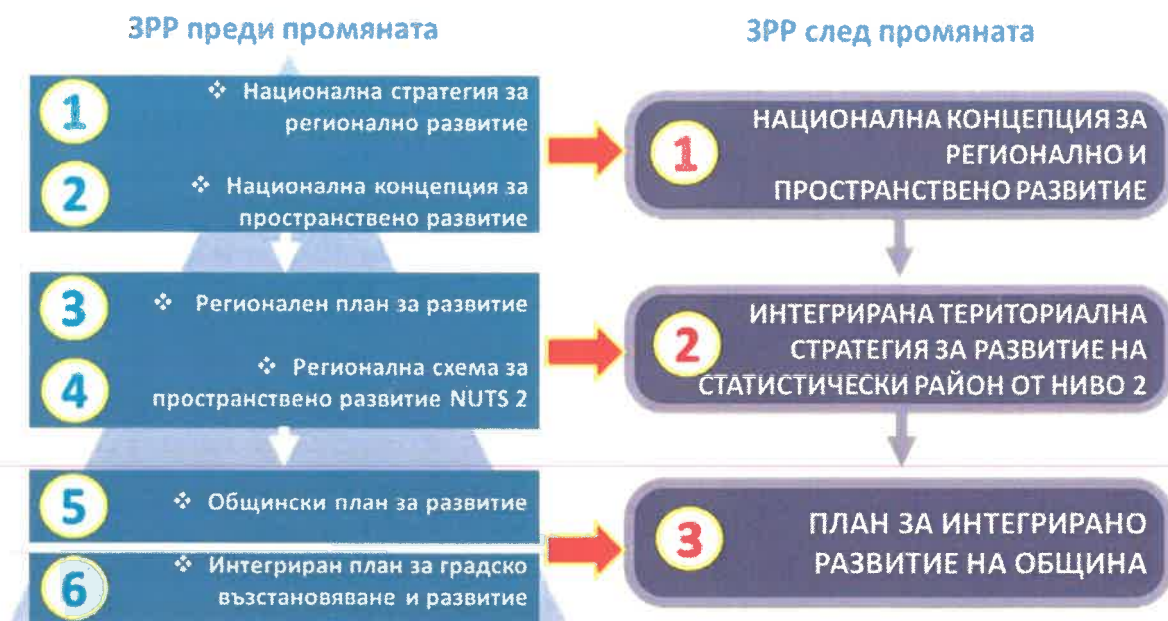 ЗРР преди промяната
1
❖ Национална стратегия за
регионално развитие
2
❖ Национална концепция за
пространствено развитие
3
❖ Регионален план за развитие
4
❖ Регионална схема за
пространствено развитие NUTS 2
5
❖ Общински план за развитие
6
❖ Интегриран план за градско
възстановяване и развитие
ЗРР след промяната
1
НАЦИОНАЛНА КОНЦЕПЦИЯ ЗА
РЕГИОНАЛНО И
ПРОСТРАНСТВЕНО РАЗВИТИЕ
2
ИНТЕГРИРАНА ТЕРИТОРИАЛНА
СТРАТЕГИЯ ЗА РАЗВИТИЕ НА
СТАТИСТИЧЕСКИ РАЙОН ОТ НИВО 2
3
ПЛАН ЗА ИНТЕГРИРАНО
РАЗВИТИЕ НА ОБЩИНА